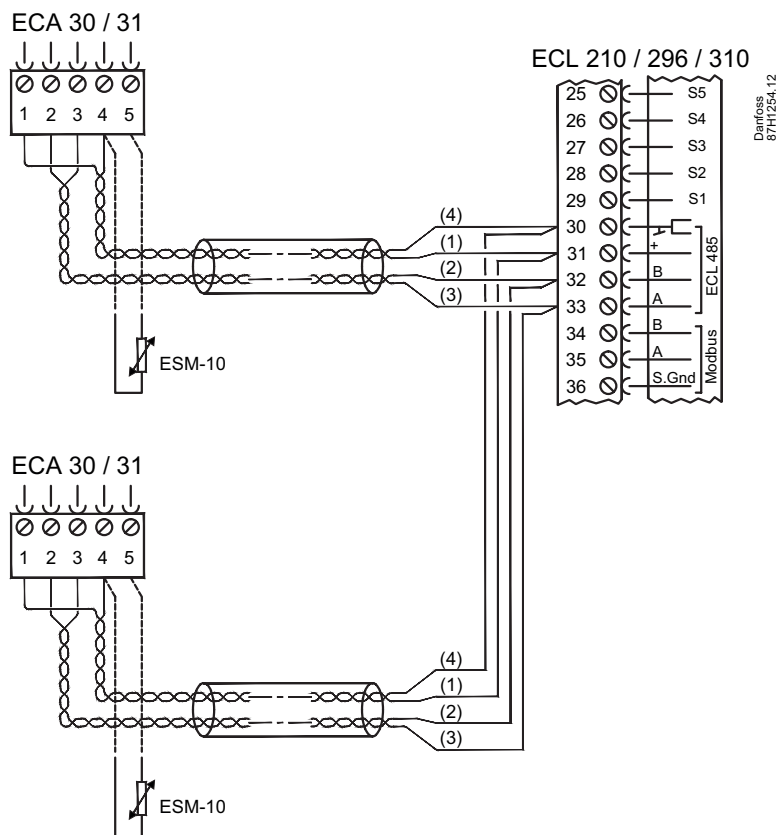 ECA 30 / 31
1 2 3 4 5
ESM-10
(4)
(1)
(2)
(3)
ECL 210 / 296 / 310
25 S5
26 S4
27 S3
28 S2
29 S1
30
31 +
32 B
33 A
34 B
35 A
36 S.Gnd
ECL 485
Modbus
Danfoss
87H1254.12
ECA 30 / 31
1 2 3 4 5
ESM-10
(4)
(1)
(2)
(3)